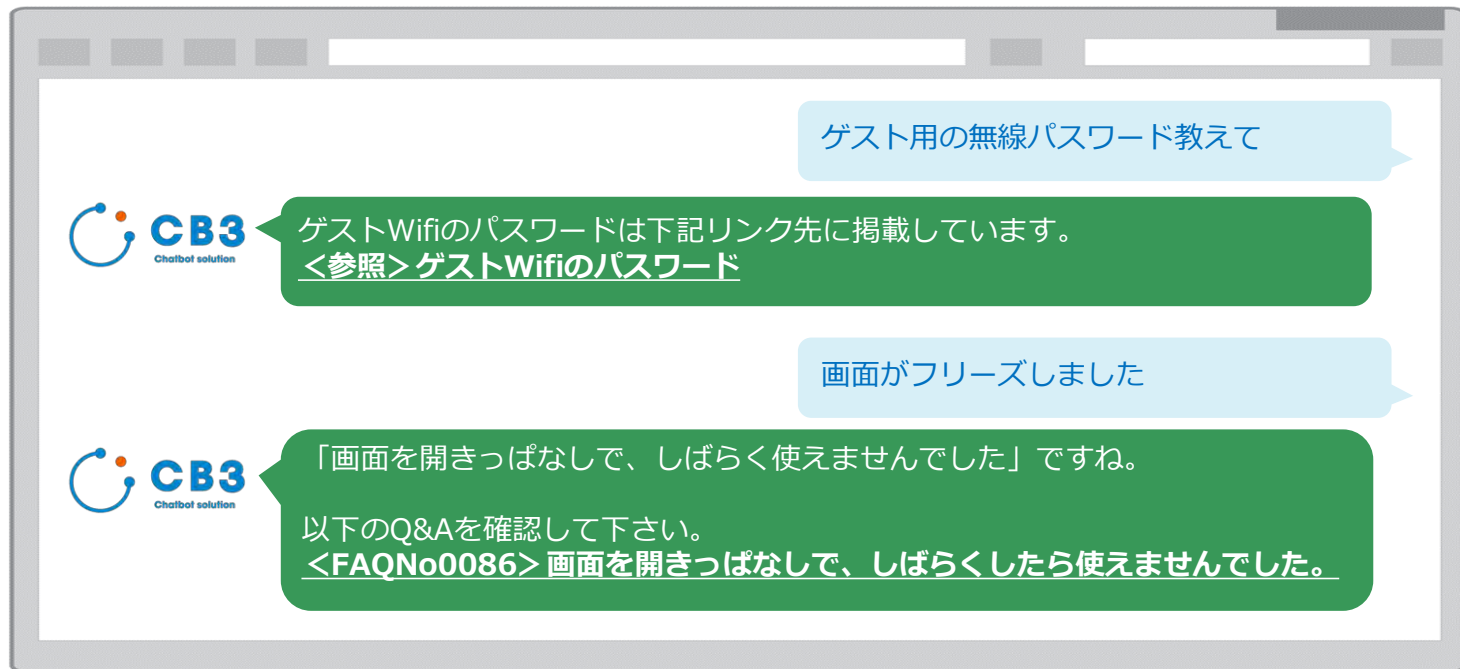 ゲスト用の無線パスワード教えて
CB3
Chatbot solution
ゲストWifiのパスワードは下記リンク先に掲載しています。
<参照>ゲストWifiのパスワード
画面がフリーズしました
CB3
Chatbot solution
「画面を開きっぱなしで、しばらく使えませんでした」ですね。
以下のQ&Aを確認して下さい。
<FAQNo0086>画面を開きっぱなしで、しばらくしたら使えませんでした。